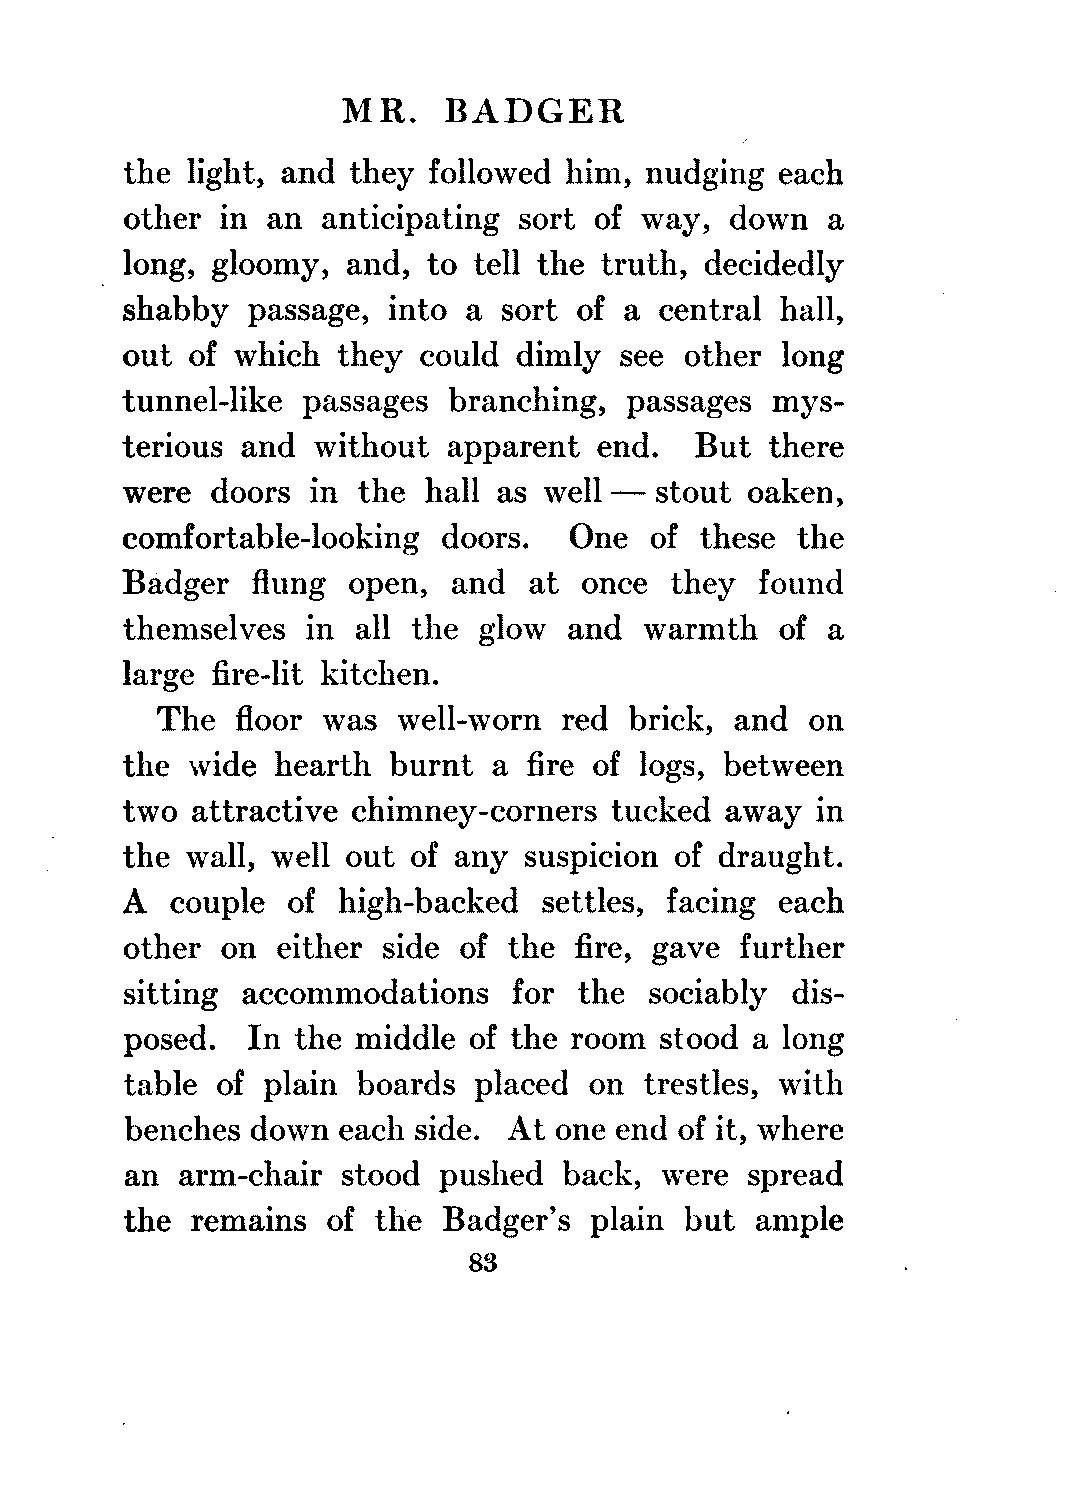 MR. BADGER
the light, and they followed him, nudging each
other in an anticipating sort of way, down a
long, gloomy, and, to tell the truth, decidedly
shabby passage, into a sort of a central hall,
out of which they could dimly see other long
tunnel-like passages branching, passages mys-
terious and without apparent end. But there
were doors in the hall as well — stout oaken,
comfortable-looking doors. One of these the
Badger flung open, and at once they found
themselves in all the glow and warmth of a
large fire-lit kitchen.
The floor was well-worn red brick, and on
the wide hearth burnt a fire of logs, between
two attractive chimney-corners tucked away in
the wall, well out of any suspicion of draught.
A couple of high-backed settles, facing each
other on either side of the fire, gave further
sitting accommodations for the sociably dis-
posed. In the middle of the room stood a long
table of plain boards placed on trestles, with
benches down each side. At one end of it, where
an arm-chair stood pushed back, were spread
the remains of the Badger's plain but ample
83